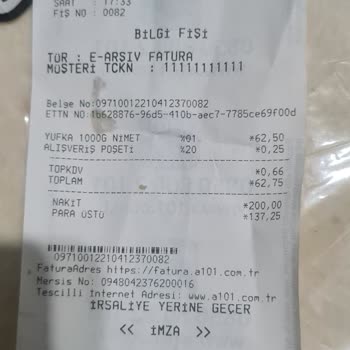 SAAT : 17:33
FİŞ NO : 0082
BİLGİ FİŞİ
TÜR : E-ARŞİV FATURA
MÜŞTERİ TCKN : 11111111111
Belge No:09710012210412370082
ETTN NO:1b628876-96d5-410b-aec7-7785ce69f00d
YUFKA 1000G NİMET %01 *62,50
ALIŞVERİŞ POŞETİ %20 *0,25
TOPKDV *0,66
TOPLAM *62,75
NAKİT *200,00
PARA ÜSTÜ *137,25
09710012210412370082
FaturaAdres https://fatura.a101.com.tr
Mersis No: 0948042376200016
Tescilli Internet Adresi: www.a101.com.tr
İRSALİYE YERİNE GEÇER
<< İMZA >>